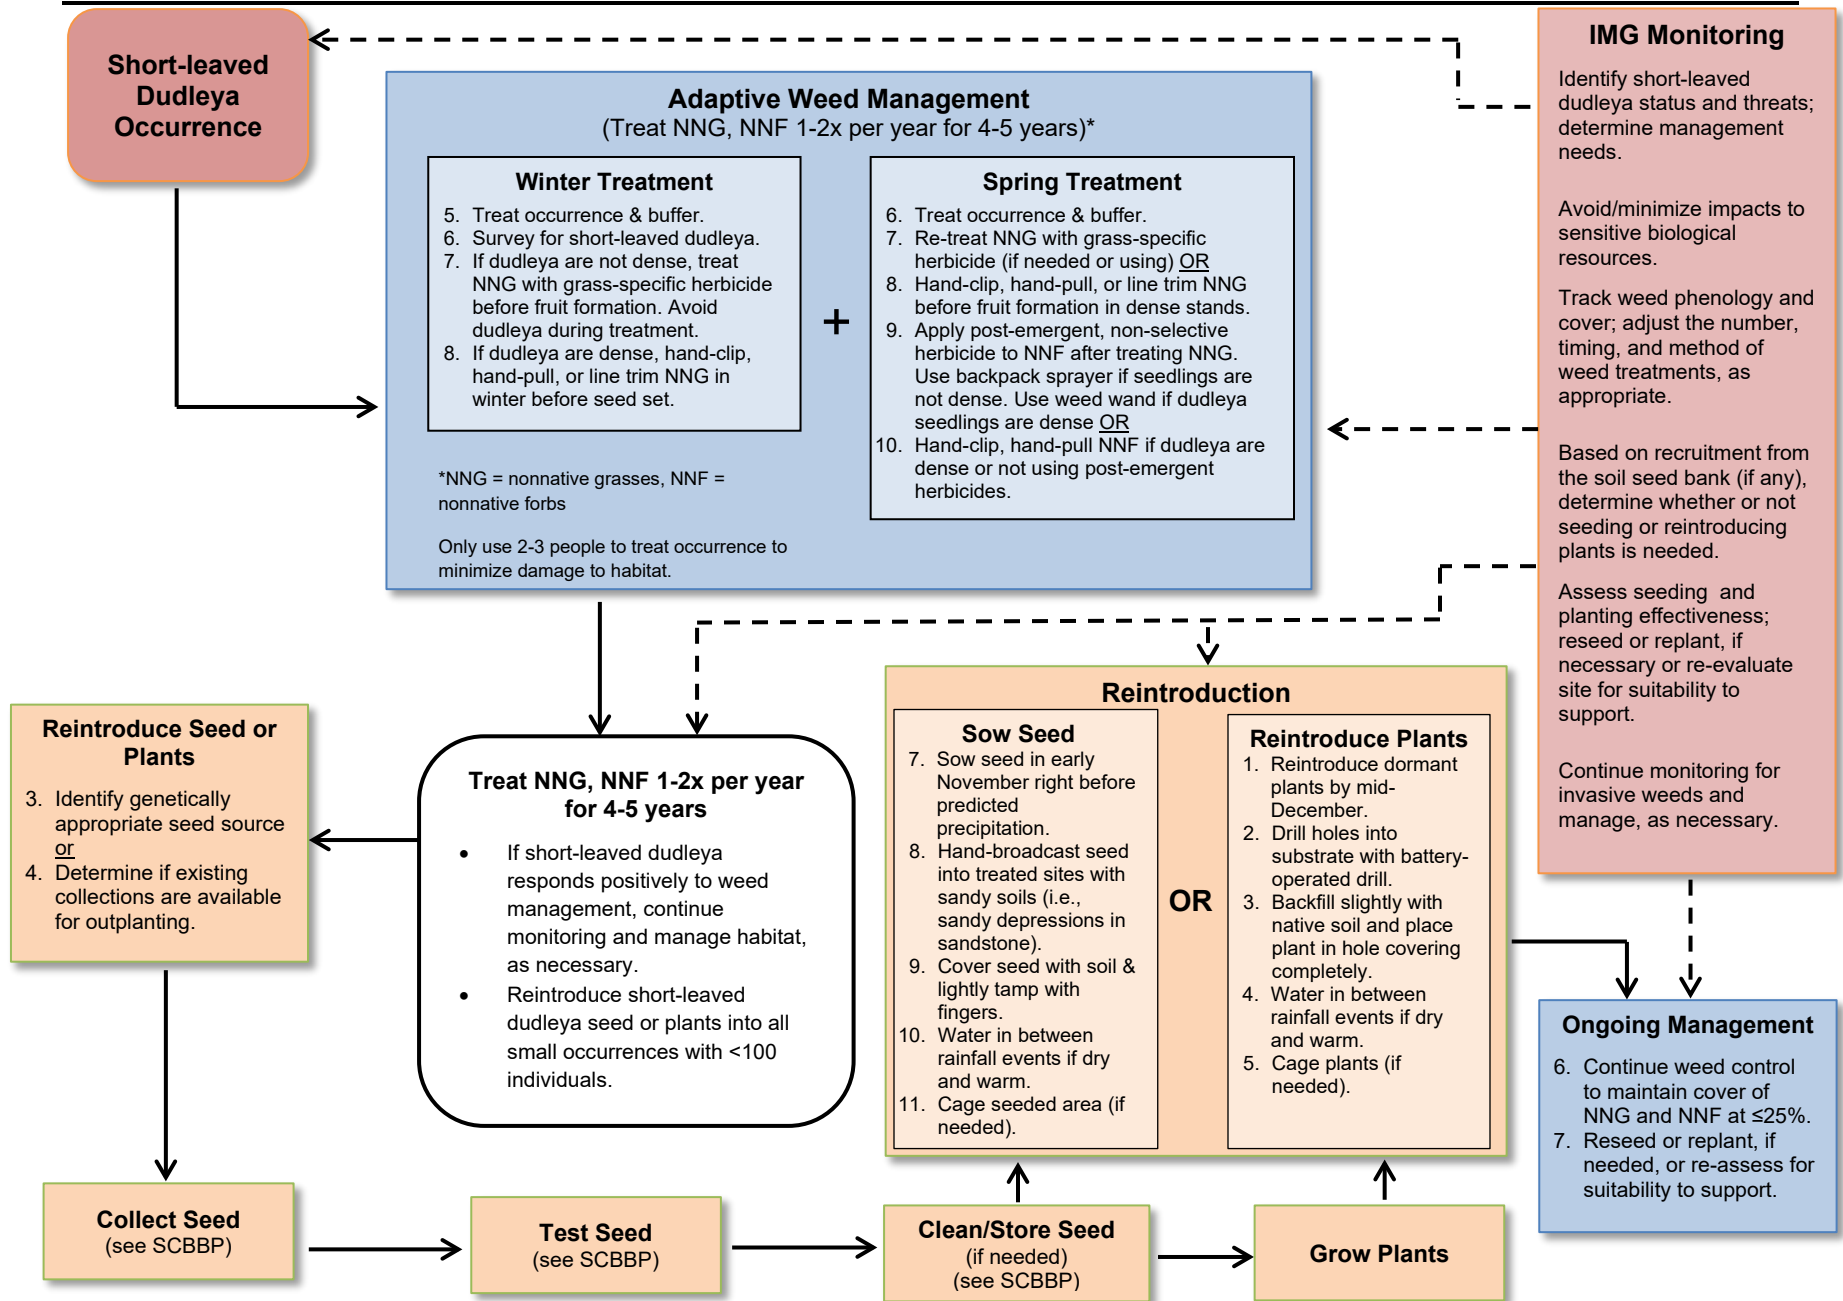 Short-leaved
Dudleya
Occurrence
Adaptive Weed Management
(Treat NNG, NNF 1-2x per year for 4-5 years)*
Winter Treatment
5. Treat occurrence & buffer.
6. Survey for short-leaved dudleya.
7. If dudleya are not dense, treat
NNG with grass-specific herbicide
before fruit formation. Avoid
dudleya during treatment.
8. If dudleya are dense, hand-clip,
hand-pull, or line trim NNG in
winter before seed set.
+
Spring Treatment
6. Treat occurrence & buffer.
7. Re-treat NNG with grass-specific
herbicide (if needed or using) OR
8. Hand-clip, hand-pull, or line trim NNG
before fruit formation in dense stands.
9. Apply post-emergent, non-selective
herbicide to NNF after treating NNG.
Use backpack sprayer if seedlings are
not dense. Use weed wand if dudleya
seedlings are dense OR
10. Hand-clip, hand-pull NNF if dudleya are
dense or not using post-emergent
herbicides.
*NNG = nonnative grasses, NNF =
nonnative forbs
Only use 2-3 people to treat occurrence to
minimize damage to habitat.
IMG Monitoring
Identify short-leaved
dudleya status and threats;
determine management
needs.
Avoid/minimize impacts to
sensitive biological
resources.
Track weed phenology and
cover; adjust the number,
timing, and method of
weed treatments, as
appropriate.
Based on recruitment from
the soil seed bank (if any),
determine whether or not
seeding or reintroducing
plants is needed.
Assess seeding and
planting effectiveness;
reseed or replant, if
necessary or re-evaluate
site for suitability to
support.
Continue monitoring for
invasive weeds and
manage, as necessary.
Reintroduce Seed or
Plants
3. Identify genetically
appropriate seed source
or
4. Determine if existing
collections are available
for outplanting.
Treat NNG, NNF 1-2x per year
for 4-5 years
• If short-leaved dudleya
responds positively to weed
management, continue
monitoring and manage habitat,
as necessary.
• Reintroduce short-leaved
dudleya seed or plants into all
small occurrences with <100
individuals.
Reintroduction
Sow Seed
7. Sow seed in early
November right before
predicted
precipitation.
8. Hand-broadcast seed
into treated sites with
sandy soils (i.e.,
sandy depressions in
sandstone).
9. Cover seed with soil &
lightly tamp with
fingers.
10. Water in between
rainfall events if dry
and warm.
11. Cage seeded area (if
needed).
OR
Reintroduce Plants
1. Reintroduce dormant
plants by mid-
December.
2. Drill holes into
substrate with battery-
operated drill.
3. Backfill slightly with
native soil and place
plant in hole covering
completely.
4. Water in between
rainfall events if dry
and warm.
5. Cage plants (if
needed).
Ongoing Management
6. Continue weed control
to maintain cover of
NNG and NNF at ≤25%.
7. Reseed or replant, if
needed, or re-assess for
suitability to support.
Collect Seed
(see SCBBP)
Test Seed
(see SCBBP)
Clean/Store Seed
(if needed)
(see SCBBP)
Grow Plants